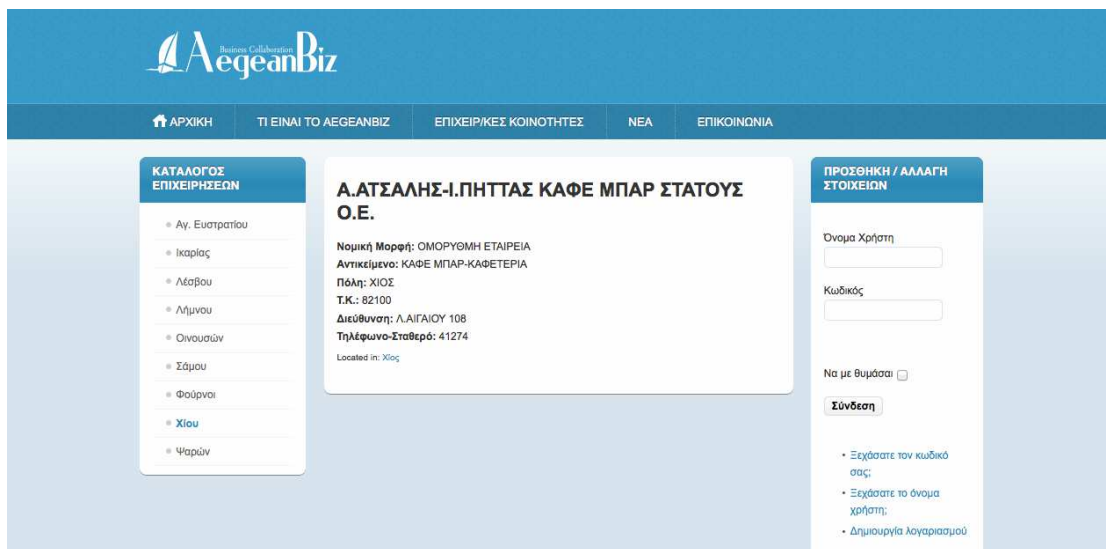 Business Collaboration
AegeanBiz
ΑΡΧΙΚΗ
ΤΙ ΕΙΝΑΙ ΤΟ AEGEANBIZ
ΕΠΙΧΕΙΡ/ΚΕΣ ΚΟΙΝΟΤΗΤΕΣ
ΝΕΑ
ΕΠΙΚΟΙΝΩΝΙΑ
ΚΑΤΑΛΟΓΟΣ
ΕΠΙΧΕΙΡΗΣΕΩΝ
Αγ. Ευστρατίου
Ικαρίας
Λέσβου
Λήμνου
Οινουσών
Σάμου
Φούρνοι
Χίου
Ψαρών
Α.ΑΤΣΑΛΗΣ-Ι.ΠΗΤΤΑΣ ΚΑΦΕ ΜΠΑΡ ΣΤΑΤΟΥΣ
Ο.Ε.
Νομική Μορφή: ΟΜΟΡΥΘΜΗ ΕΤΑΙΡΕΙΑ
Αντικείμενο: ΚΑΦΕ ΜΠΑΡ-ΚΑΦΕΤΕΡΙΑ
Πόλη: ΧΙΟΣ
Τ.Κ.: 82100
Διεύθυνση: Λ.ΑΙΓΑΙΟΥ 108
Τηλέφωνο-Σταθερό: 41274
Located in: Χίος
ΠΡΟΣΘΗΚΗ / ΑΛΛΑΓΗ
ΣΤΟΙΧΕΙΩΝ
Όνομα Χρήστη
Κωδικός
Να με θυμάσαι
Σύνδεση
Ξεχάσατε τον κωδικό
σας;
Ξεχάσατε το όνομα
χρήστη;
Δημιουργία λογαριασμού